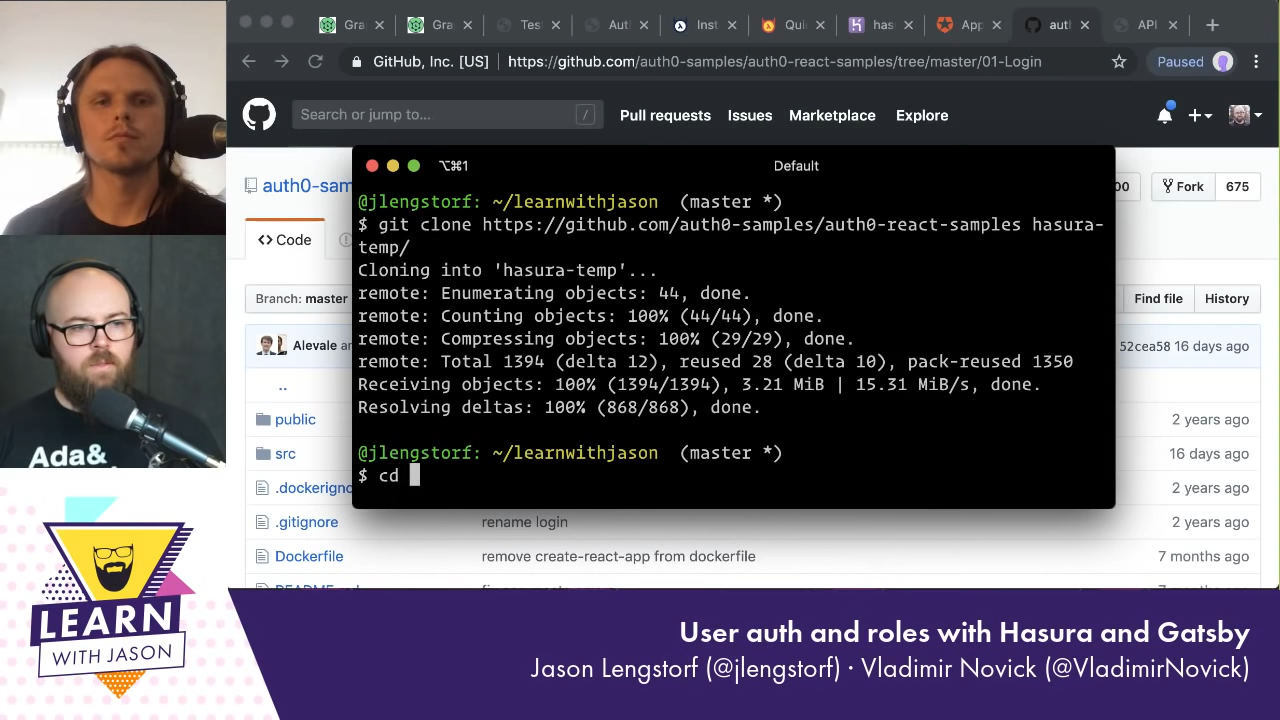 Gra
Gra
Tes
Aut
Inst
Qui
has
App
aut
API
GitHub, Inc. [US]
https://github.com/auth0-samples/auth0-react-samples/tree/master/01-Login
Paused
Search or jump to...
/
Pull requests
Issues
Marketplace
Explore
auth0-sam
00
Fork
675
Code
Branch: master
Find file
History
Alevale
52cea58 16 days ago
..
public
2 years ago
src
16 days ago
.dockerigno
2 years ago
.gitignore
rename login
2 years ago
Dockerfile
remove create-react-app from dockerfile
7 months ago
⌥⌘1
Default
@jlengstorf: ~/learnwithjason (master *)
$ git clone https://github.com/auth0-samples/auth0-react-samples hasura-
temp/
Cloning into 'hasura-temp'...
remote: Enumerating objects: 44, done.
remote: Counting objects: 100% (44/44), done.
remote: Compressing objects: 100% (29/29), done.
remote: Total 1394 (delta 12), reused 28 (delta 10), pack-reused 1350
Receiving objects: 100% (1394/1394), 3.21 MiB | 15.31 MiB/s, done.
Resolving deltas: 100% (868/868), done.
@jlengstorf: ~/learnwithjason (master *)
$ cd
Ada&
LEARN
WITH JASON
User auth and roles with Hasura and Gatsby
Jason Lengstorf (@jlengstorf) · Vladimir Novick (@VladimirNovick)